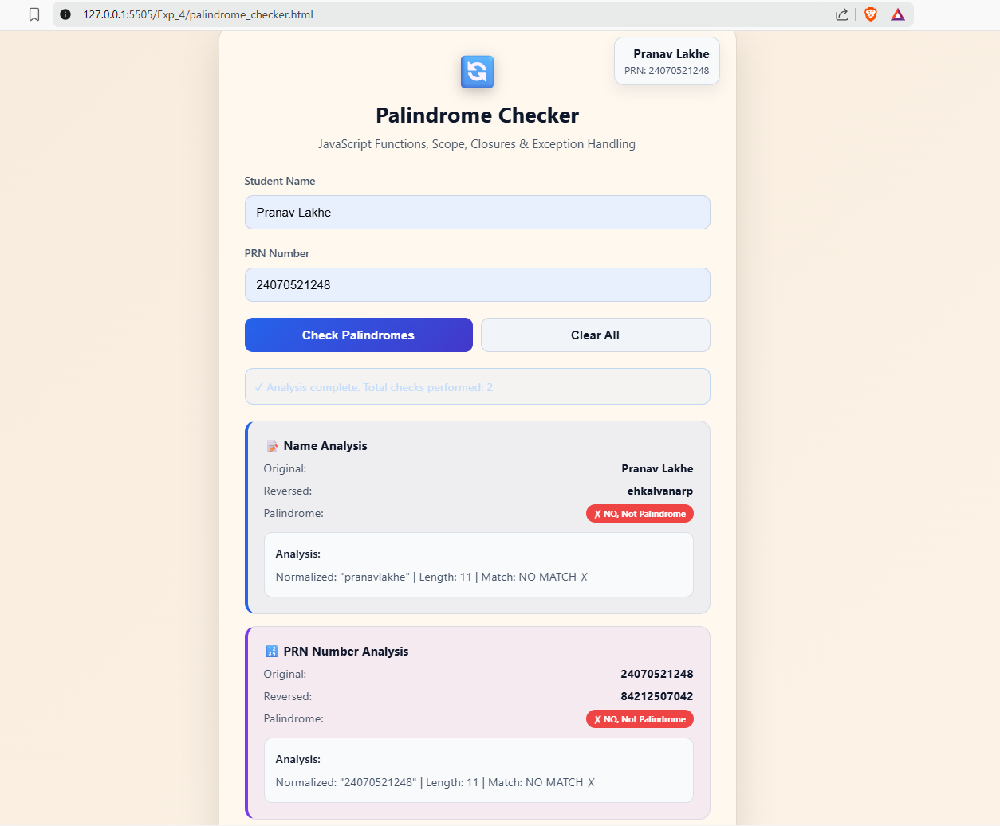 127.0.0.1:5505/Exp_4/palindrome_checker.html
Pranav Lakhe
PRN: 24070521248
Palindrome Checker
JavaScript Functions, Scope, Closures & Exception Handling
Student Name
Pranav Lakhe
PRN Number
24070521248
Check Palindromes
Clear All
✓ Analysis complete. Total checks performed: 2
📝 Name Analysis
Original: Pranav Lakhe
Reversed: ehkalvanarp
Palindrome: ✗ NO, Not Palindrome
Analysis:
Normalized: "pranavlakhe" | Length: 11 | Match: NO MATCH ✗
🔢 PRN Number Analysis
Original: 24070521248
Reversed: 84212507042
Palindrome: ✗ NO, Not Palindrome
Analysis:
Normalized: "24070521248" | Length: 11 | Match: NO MATCH ✗